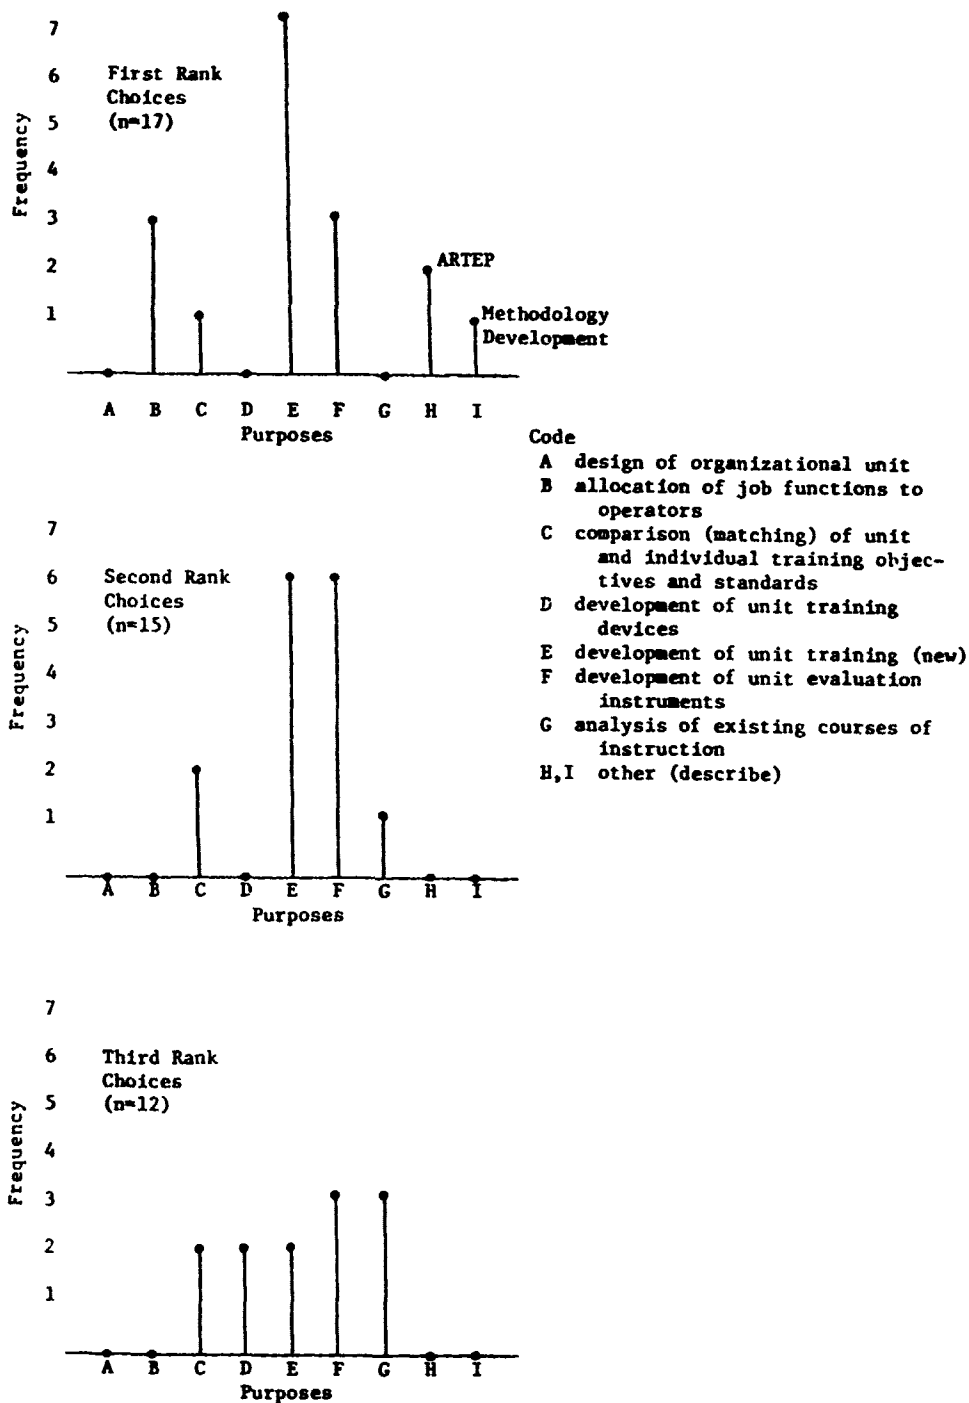 7
6
First Rank
Choices
(n=17)
5
4
3
2
1
Frequency
ARTEP
Methodology
Development
A B C D E F G H I
Purposes
Code
A design of organizational unit
B allocation of job functions to
operators
C comparison (matching) of unit
and individual training objec-
tives and standards
D development of unit training
devices
E development of unit training (new)
F development of unit evaluation
instruments
G analysis of existing courses of
instruction
H,I other (describe)
7
6
Second Rank
Choices
(n=15)
5
4
3
2
1
Frequency
A B C D E F G H I
Purposes
7
6
Third Rank
Choices
(n=12)
5
4
3
2
1
Frequency
A B C D E F G H I
Purposes